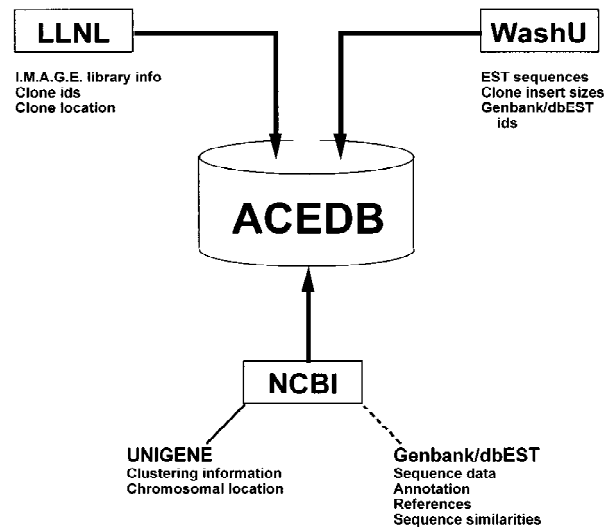 LLNL
I.M.A.G.E. library info
Clone ids
Clone location
WashU
EST sequences
Clone insert sizes
Genbank/dbEST
ids
ACEDB
NCBI
UNIGENE
Clustering information
Chromosomal location
Genbank/dbEST
Sequence data
Annotation
References
Sequence similarities